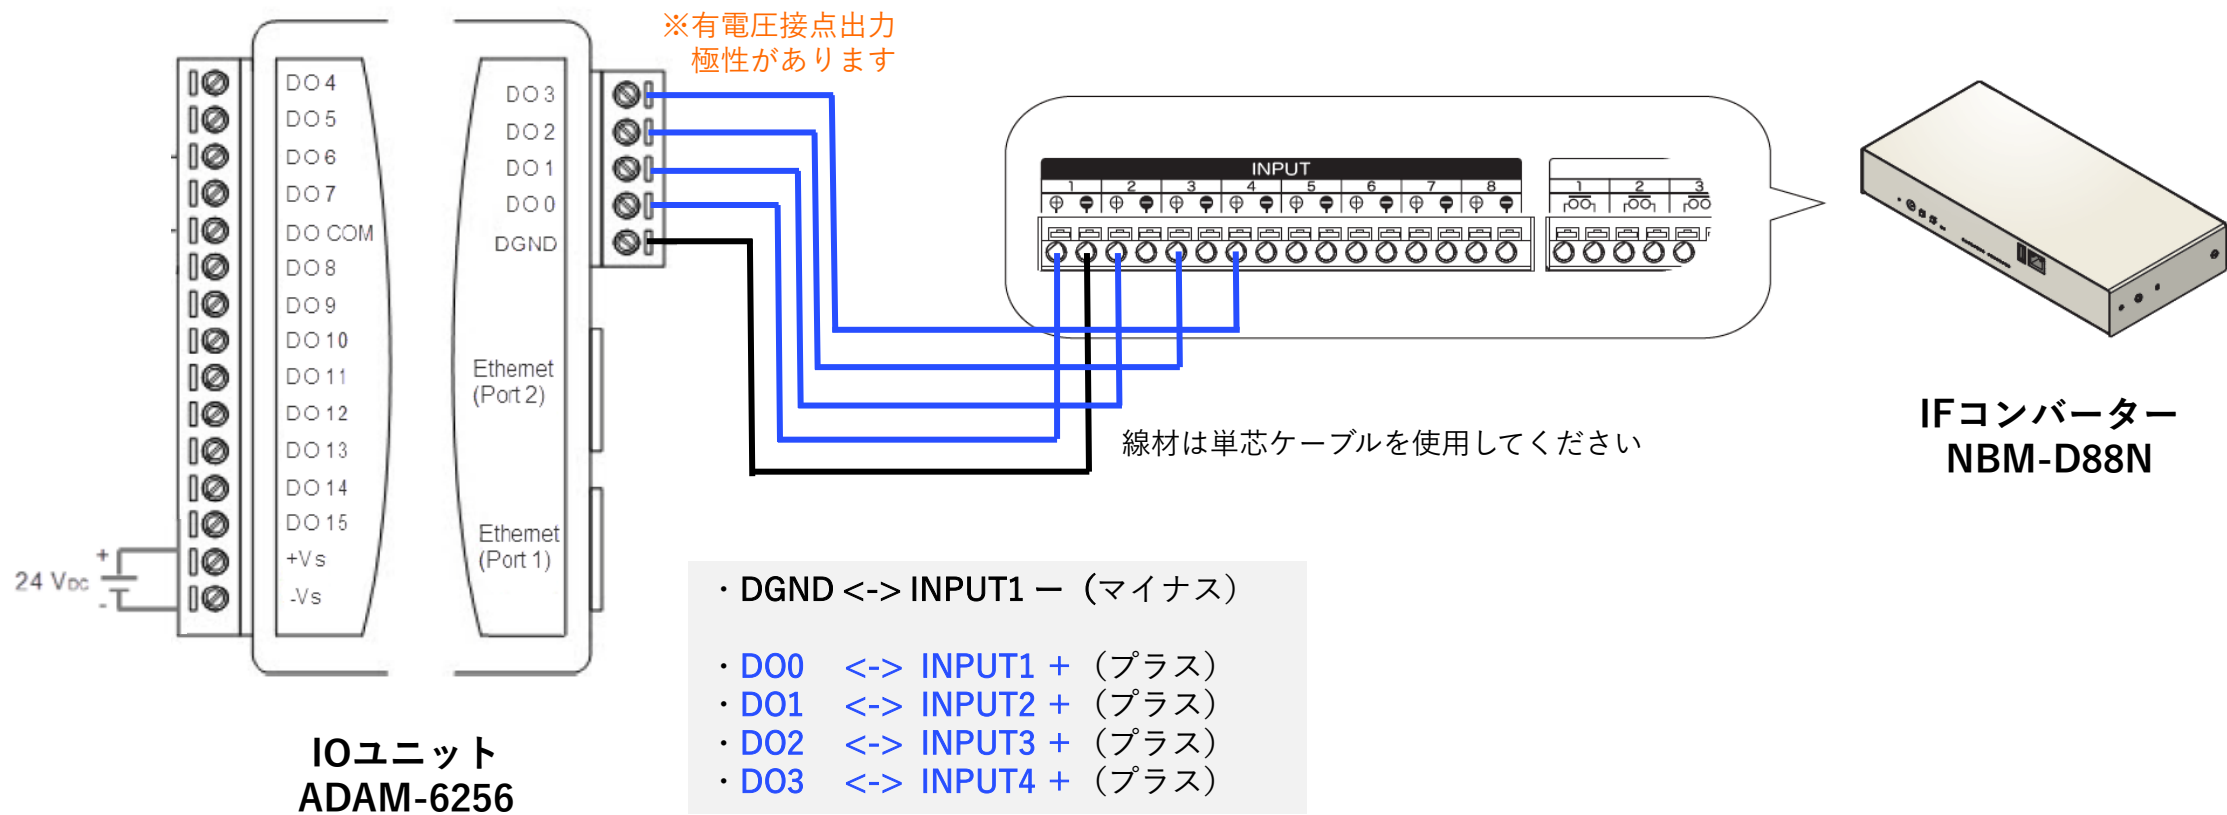 ※有電圧接点出力
極性があります
DO 4
DO 5
DO 6
DO 7
DO COM
DO 8
DO 9
DO 10
DO 11
DO 12
DO 13
DO 14
DO 15
+Vs
-Vs
+
24 VDC
-
DO 3
DO 2
DO 1
DO 0
DGND
Ethernet
(Port 2)
Ethernet
(Port 1)
IOユニット
ADAM-6256
INPUT
1 2 3 4 5 6 7 8
1 2 3
線材は単芯ケーブルを使用してください
IFコンバーター
NBM-D88N
・DGND <-> INPUT1 ー（マイナス）
・DO0 <-> INPUT1 +（プラス）
・DO1 <-> INPUT2 +（プラス）
・DO2 <-> INPUT3 +（プラス）
・DO3 <-> INPUT4 +（プラス）